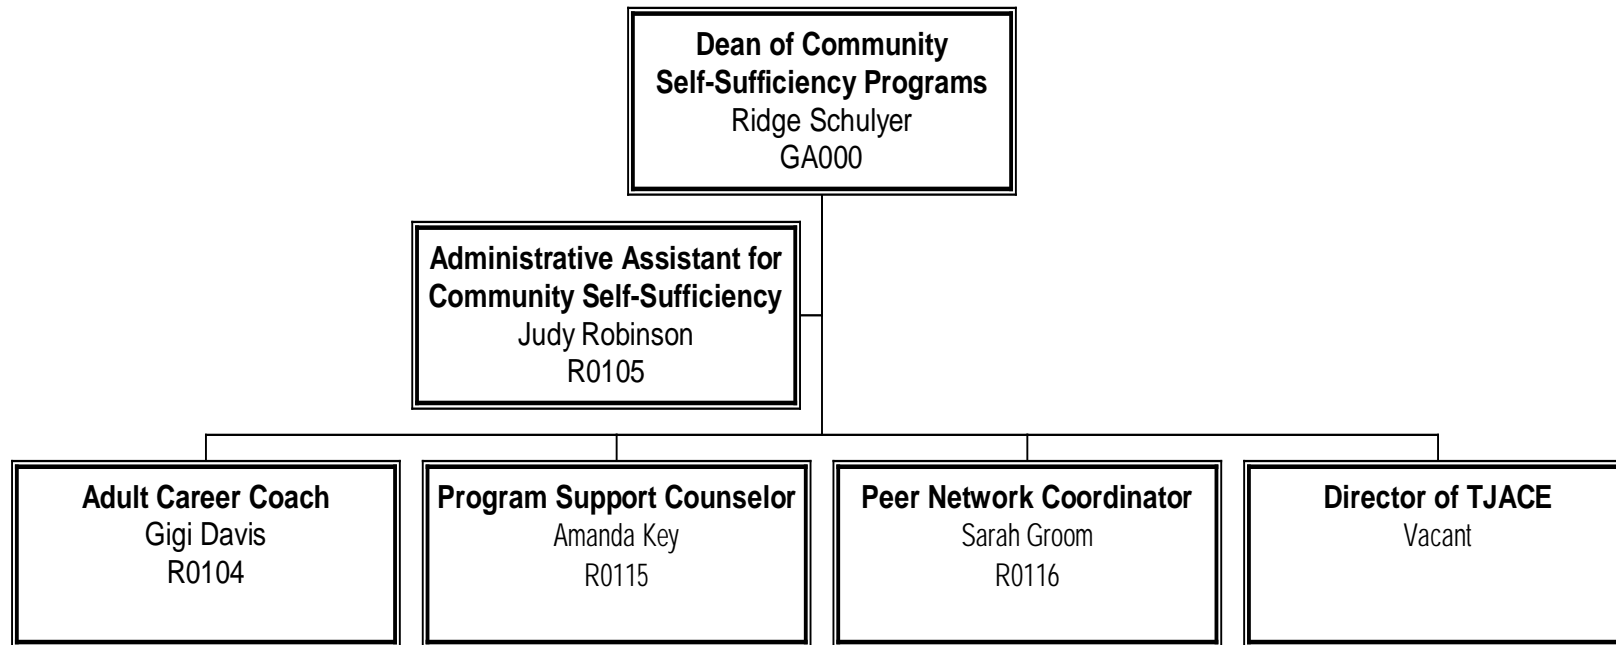 Dean of Community
Self-Sufficiency Programs
Ridge Schulyer
GA000
Administrative Assistant for
Community Self-Sufficiency
Judy Robinson
R0105
Adult Career Coach
Gigi Davis
R0104
Program Support Counselor
Amanda Key
R0115
Peer Network Coordinator
Sarah Groom
R0116
Director of TJACE
Vacant